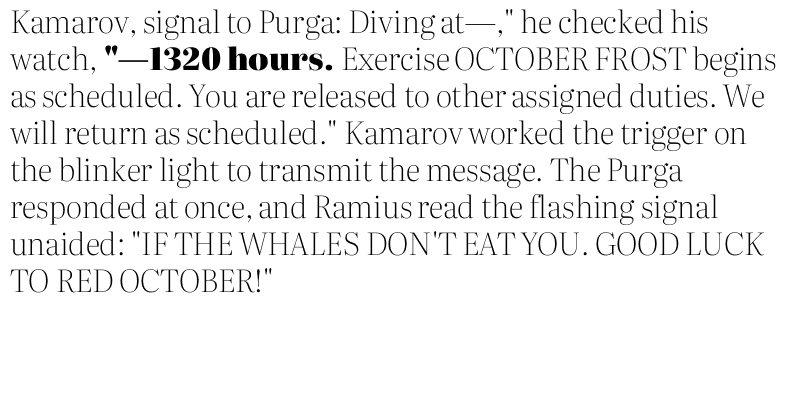 Kamarov, signal to Purga: Diving at—," he checked his
watch, "—1320 hours. Exercise OCTOBER FROST begins
as scheduled. You are released to other assigned duties. We
will return as scheduled." Kamarov worked the trigger on
the blinker light to transmit the message. The Purga
responded at once, and Ramius read the flashing signal
unaided: "IF THE WHALES DON'T EAT YOU. GOOD LUCK
TO RED OCTOBER!"